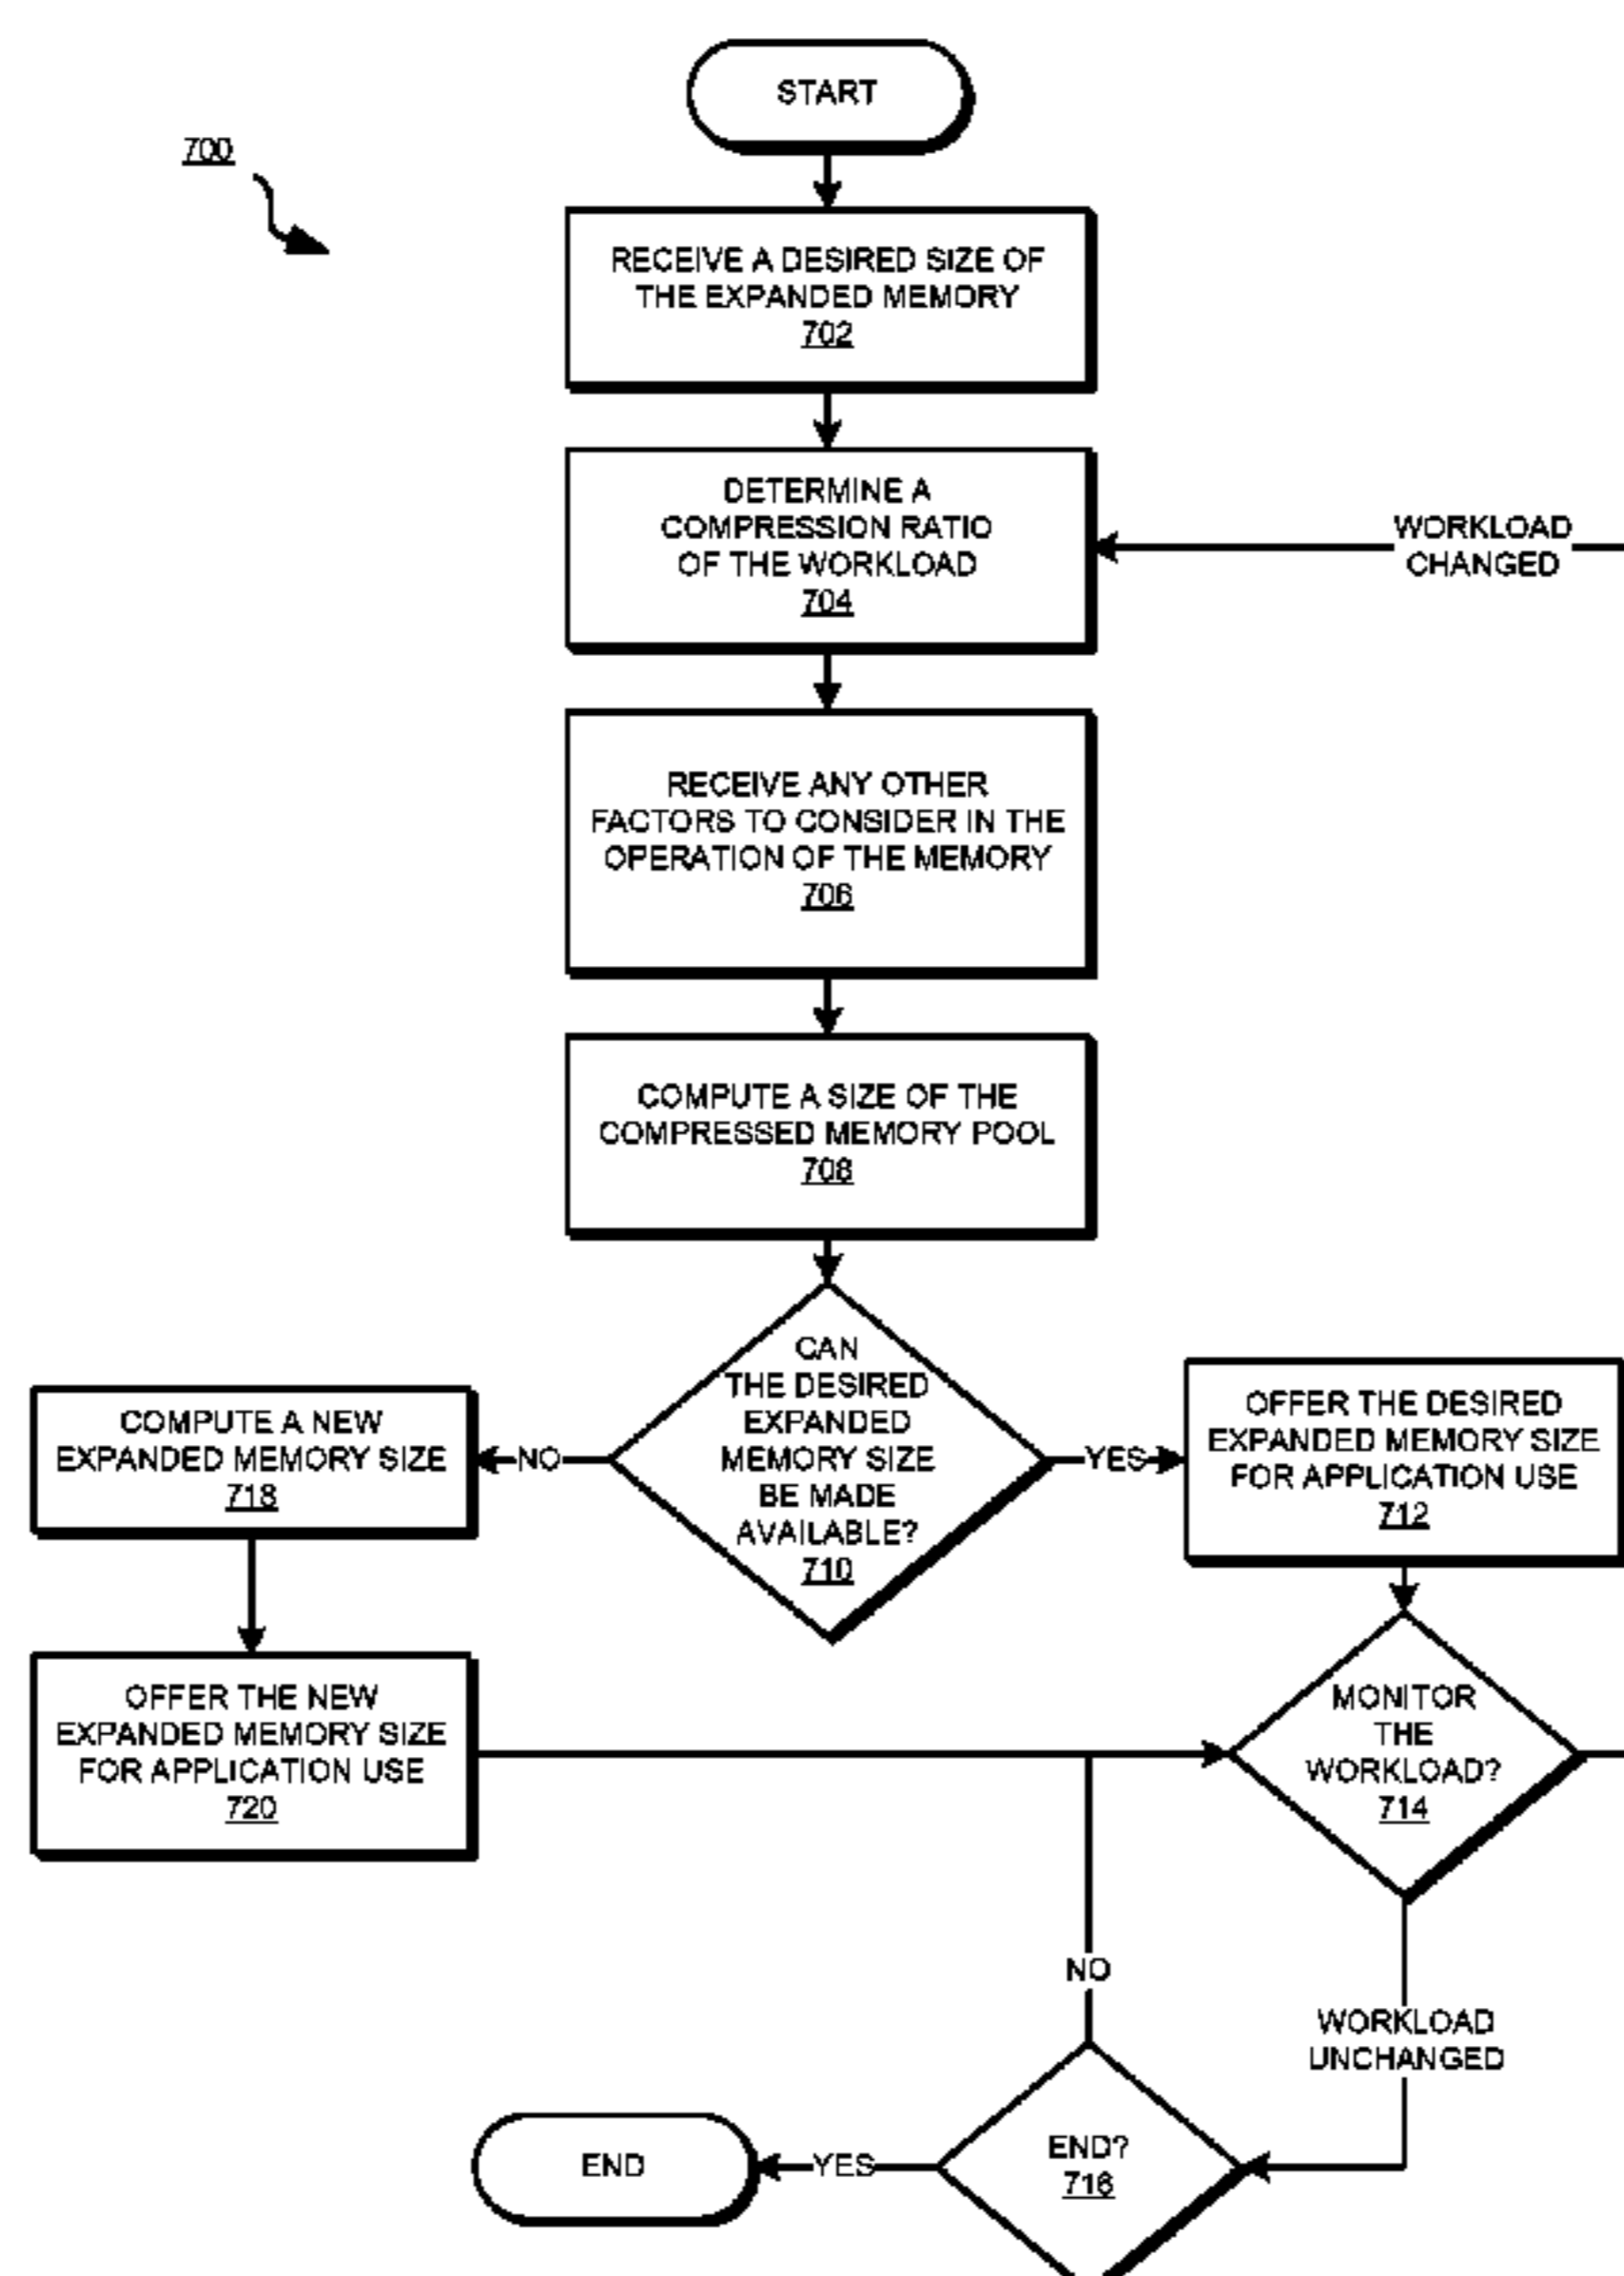 START
700
RECEIVE A DESIRED SIZE OF
THE EXPANDED MEMORY
702
DETERMINE A
COMPRESSION RATIO
OF THE WORKLOAD
704
WORKLOAD
CHANGED
RECEIVE ANY OTHER
FACTORS TO CONSIDER IN THE
OPERATION OF THE MEMORY
706
COMPUTE A SIZE OF THE
COMPRESSED MEMORY POOL
708
CAN
THE DESIRED
EXPANDED
MEMORY SIZE
BE MADE
AVAILABLE?
710
NO
YES
COMPUTE A NEW
EXPANDED MEMORY SIZE
718
OFFER THE DESIRED
EXPANDED MEMORY SIZE
FOR APPLICATION USE
712
OFFER THE NEW
EXPANDED MEMORY SIZE
FOR APPLICATION USE
720
MONITOR
THE
WORKLOAD?
714
NO
WORKLOAD
UNCHANGED
END?
716
YES
END